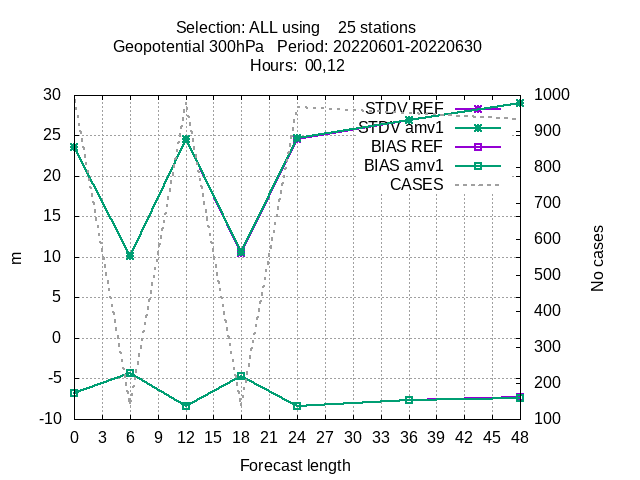 Selection: ALL using    25 stations
Geopotential 300hPa   Period: 20220601-20220630
Hours:  00,12
30 1000
25 900
20 800
15 700
10 600
5 500
0 400
-5 300
-10 200
100
STDV REF
STDV amv1
BIAS REF
BIAS amv1
CASES
m
No cases
0 3 6 9 12 15 18 21 24 27 30 33 36 39 42 45 48
Forecast length